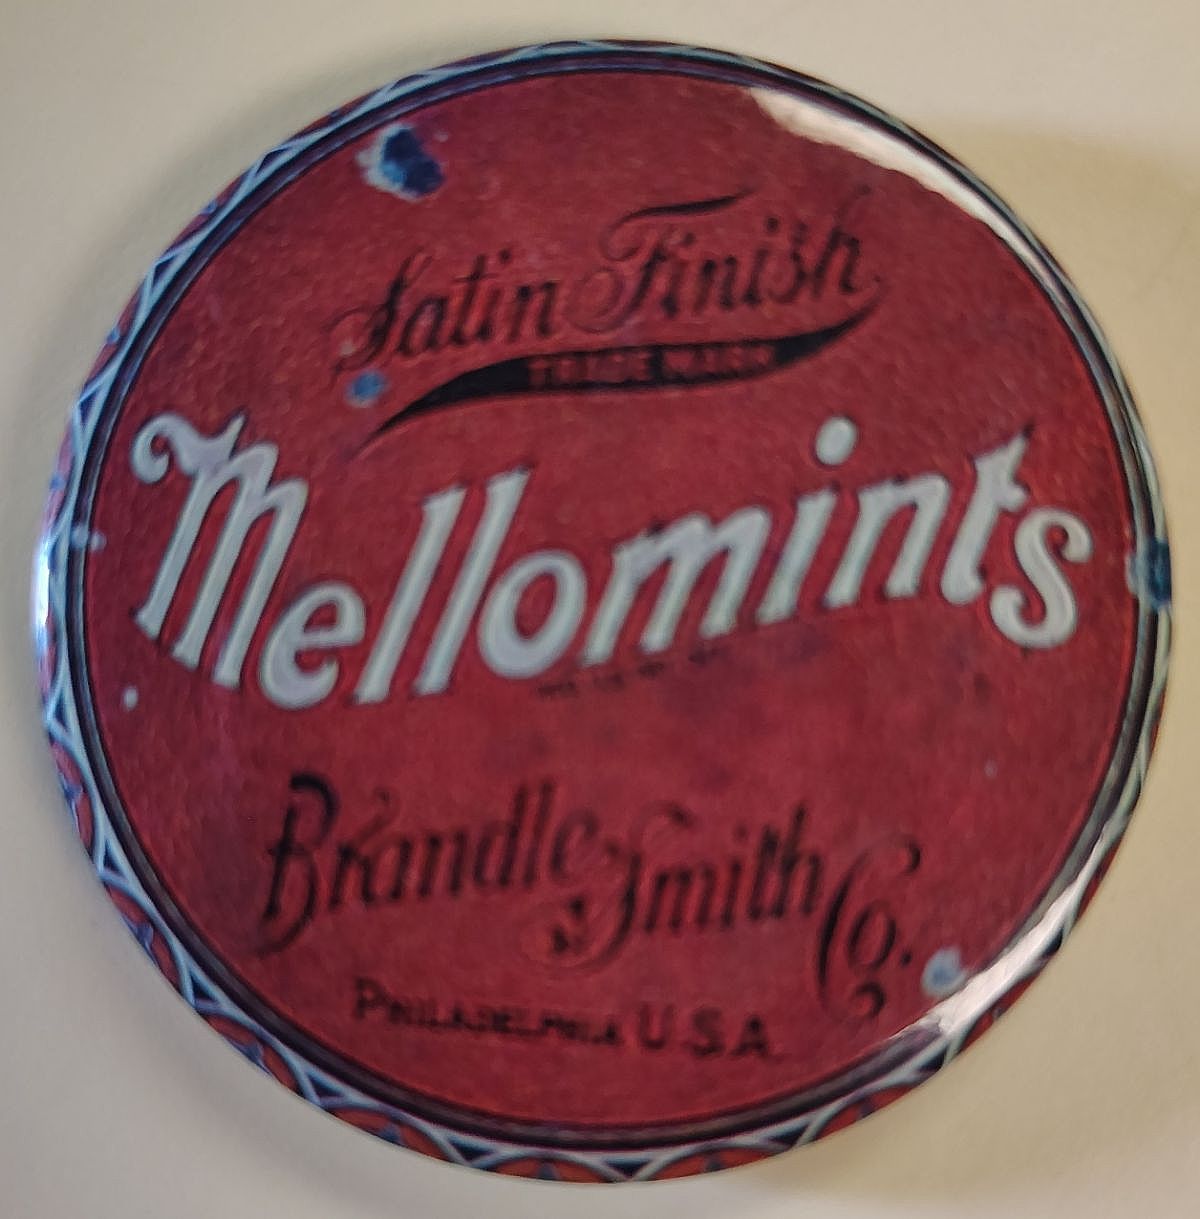 Satin Finish
TRADE MARK
Mellomints
Brandle & Smith Co.
PHILADELPHIA U.S.A.